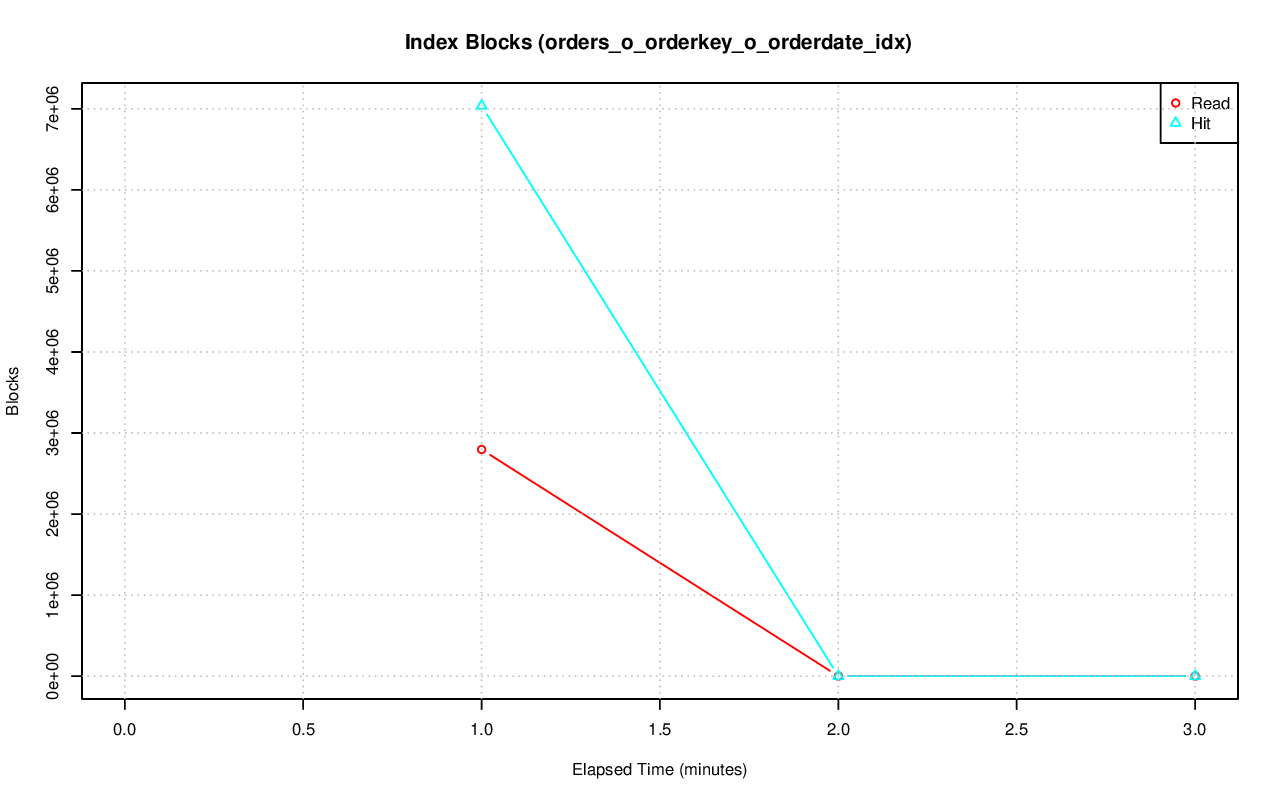 Index Blocks (orders_o_orderkey_o_orderdate_idx)
Read
Hit
7e+06
6e+06
5e+06
4e+06
3e+06
2e+06
1e+06
0e+00
Blocks
0.0 0.5 1.0 1.5 2.0 2.5 3.0
Elapsed Time (minutes)